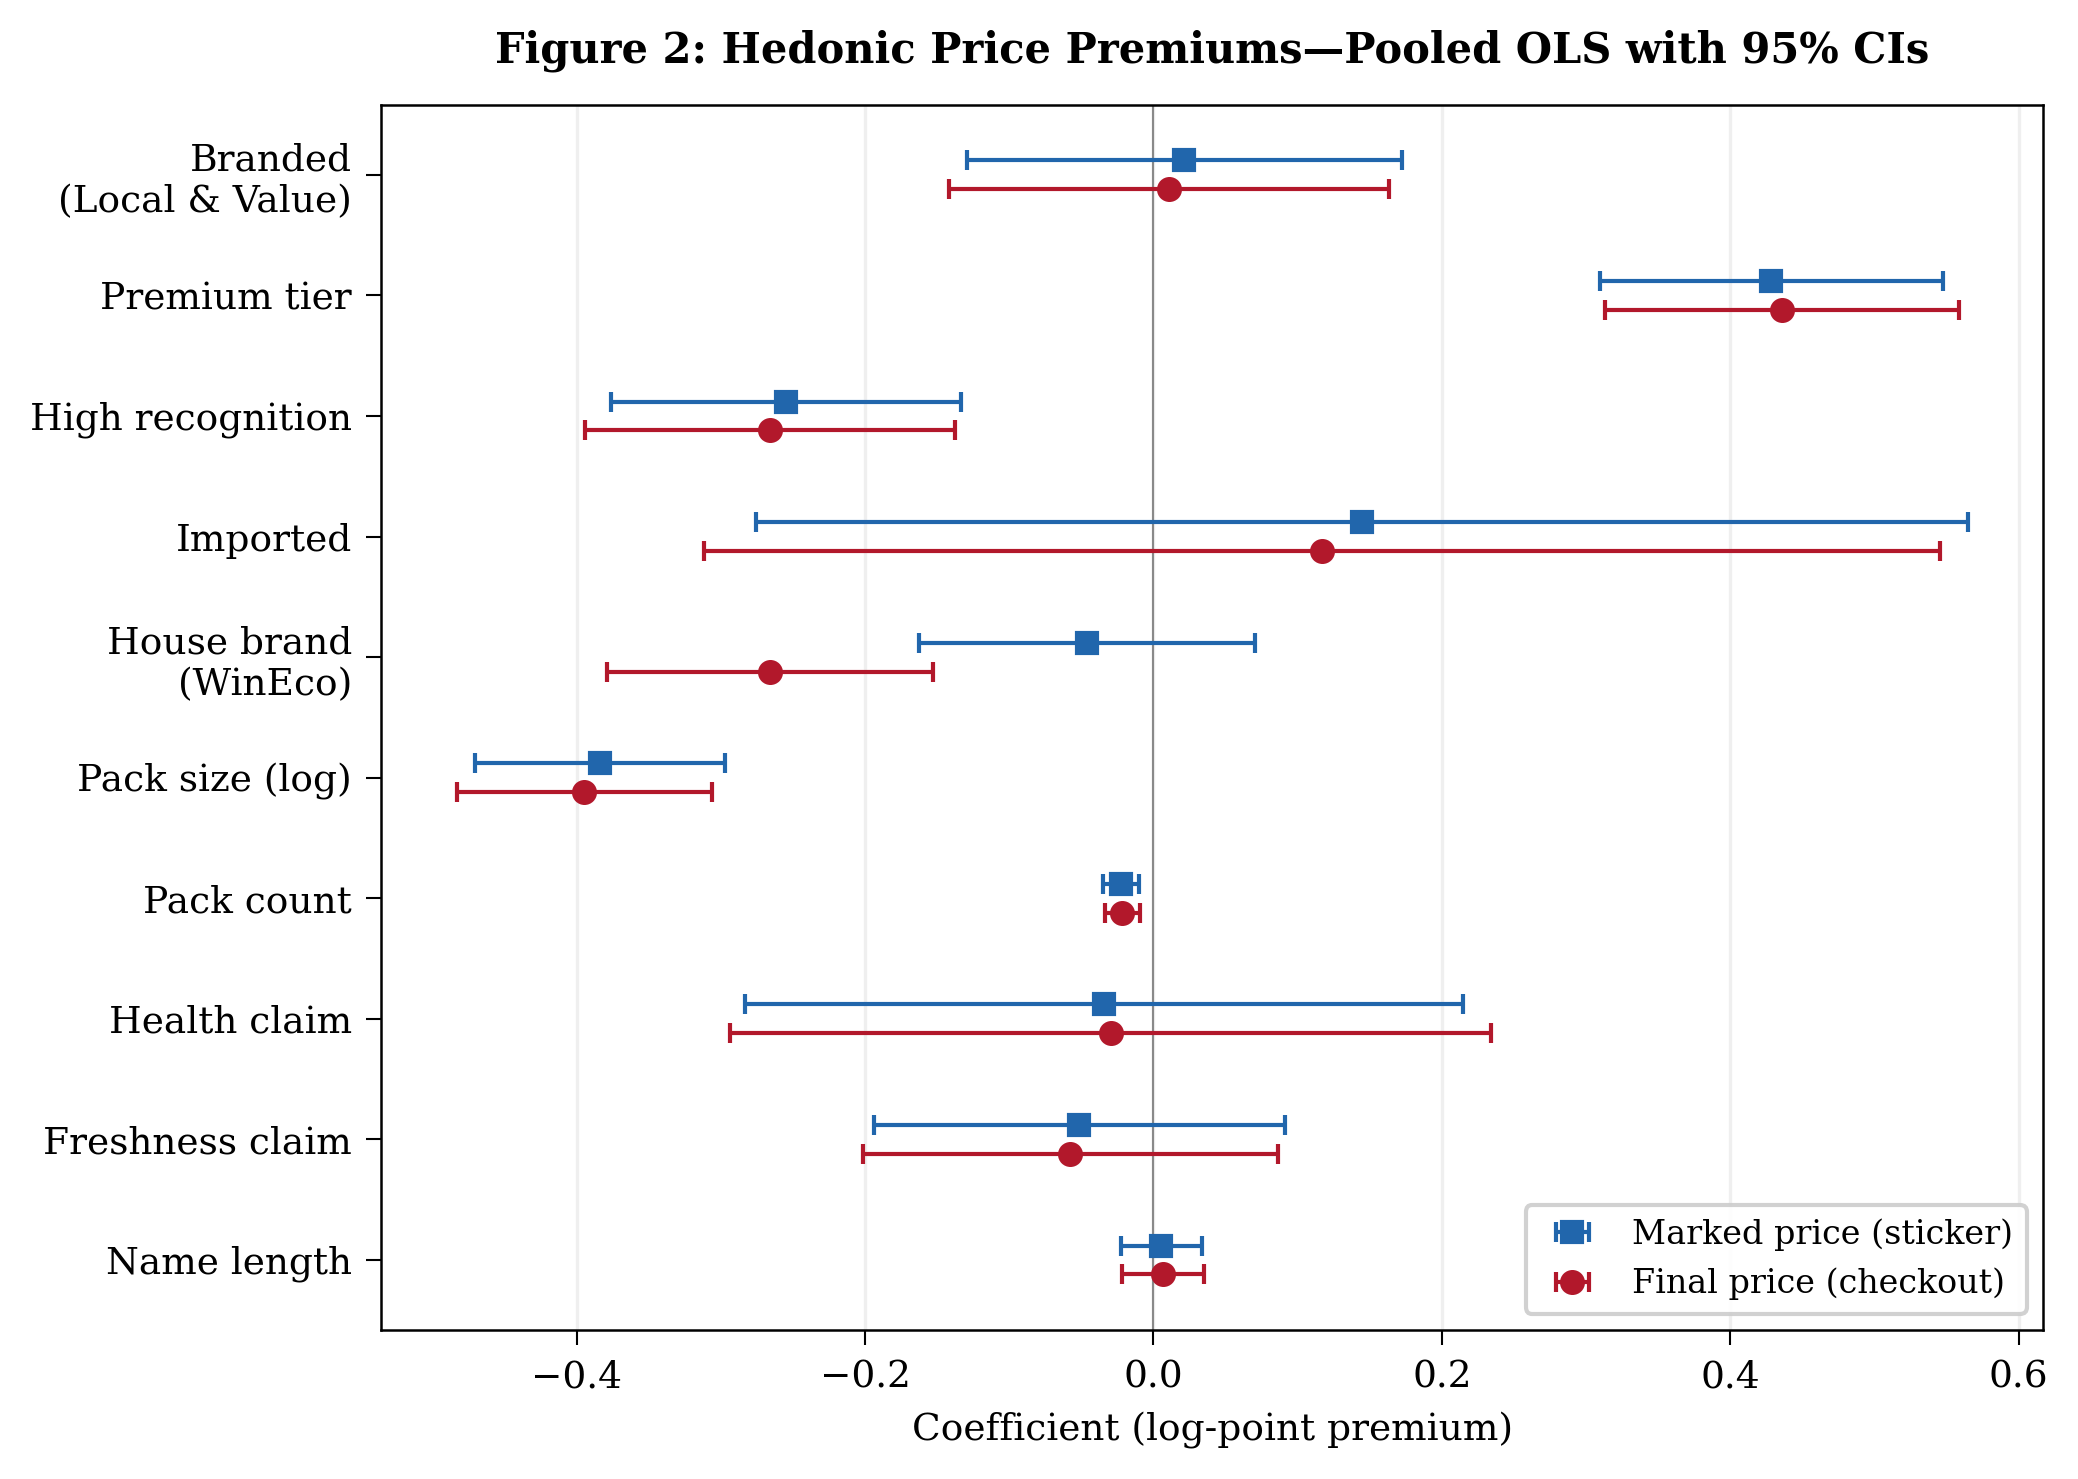 Figure 2: Hedonic Price Premiums—Pooled OLS with 95% CIs
Branded
(Local & Value)
Premium tier
High recognition
Imported
House brand
(WinEco)
Pack size (log)
Pack count
Health claim
Freshness claim
Name length
Marked price (sticker)
Final price (checkout)
−0.4 −0.2 0.0 0.2 0.4 0.6
Coefficient (log-point premium)